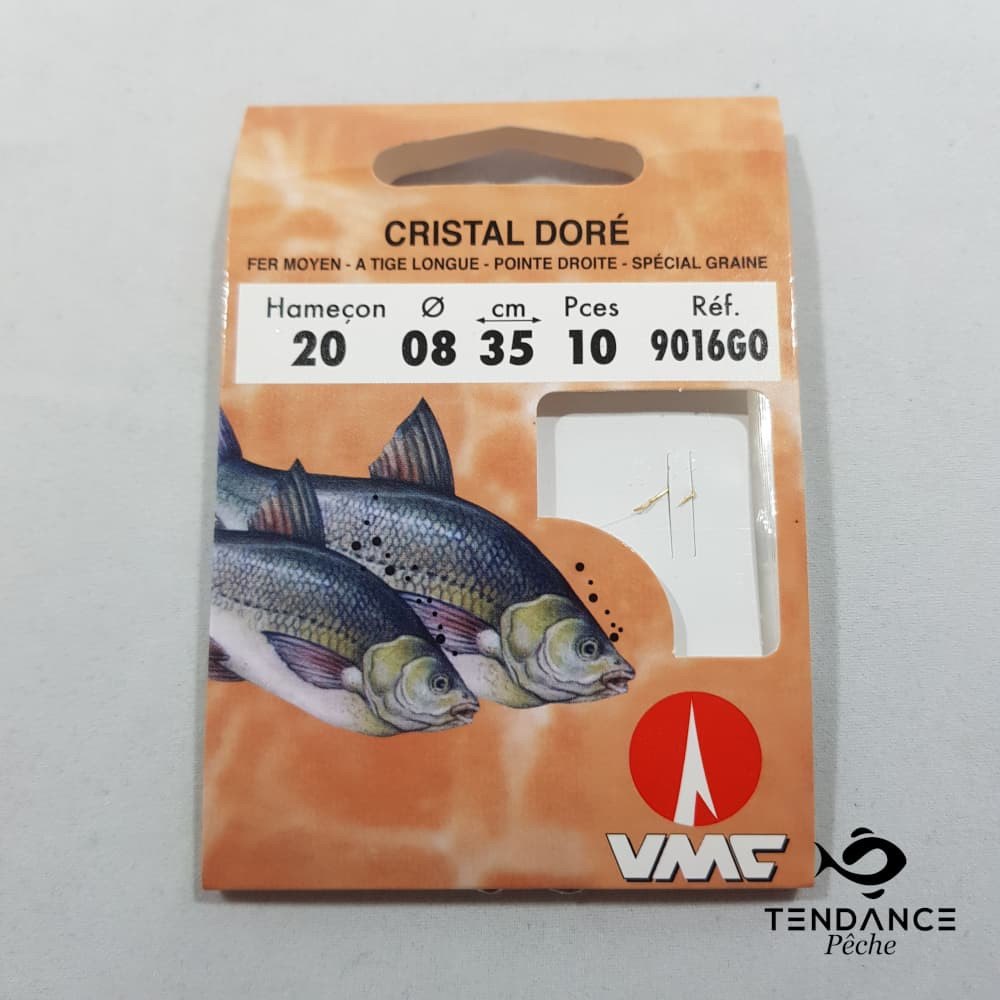 CRISTAL DORÉ
FER MOYEN - A TIGE LONGUE - POINTE DROITE - SPÉCIAL GRAINE
Hameçon Ø cm Pces Réf.
20 08 35 10 9016GO
VMC
TENDANCE
Pêche